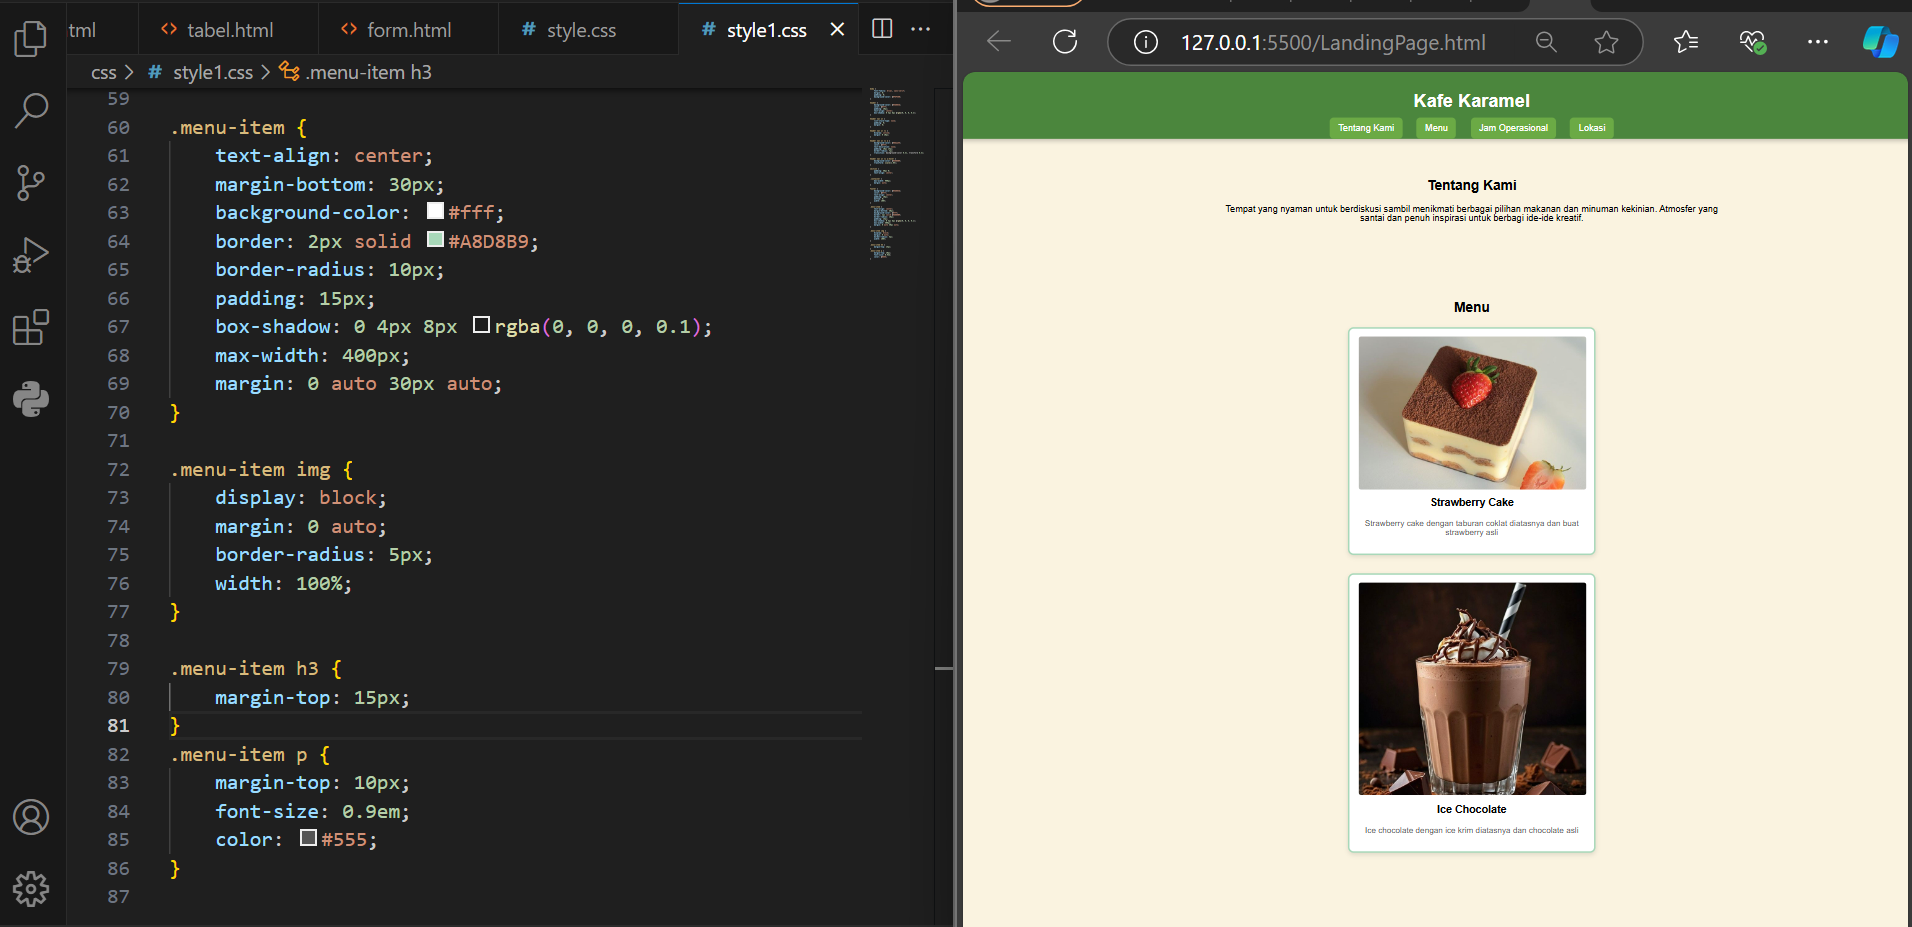 tml
tabel.html
form.html
# style.css
# style1.css
css > # style1.css > .menu-item h3
59
60 .menu-item {
61 text-align: center;
62 margin-bottom: 30px;
63 background-color: #fff;
64 border: 2px solid #A8D8B9;
65 border-radius: 10px;
66 padding: 15px;
67 box-shadow: 0 4px 8px rgba(0, 0, 0, 0.1);
68 max-width: 400px;
69 margin: 0 auto 30px auto;
70 }
71
72 .menu-item img {
73 display: block;
74 margin: 0 auto;
75 border-radius: 5px;
76 width: 100%;
77 }
78
79 .menu-item h3 {
80 margin-top: 15px;
81 }
82 .menu-item p {
83 margin-top: 10px;
84 font-size: 0.9em;
85 color: #555;
86 }
87
127.0.0.1:5500/LandingPage.html
Kafe Karamel
Tentang Kami
Menu
Jam Operasional
Lokasi
Tentang Kami
Tempat yang nyaman untuk berdiskusi sambil menikmati berbagai pilihan makanan dan minuman kekinian. Atmosfer yang
santai dan penuh inspirasi untuk berbagi ide-ide kreatif.
Menu
Strawberry Cake
Strawberry cake dengan taburan coklat diatasnya dan buat
strawberry asli
Ice Chocolate
Ice chocolate dengan ice krim diatasnya dan chocolate asli